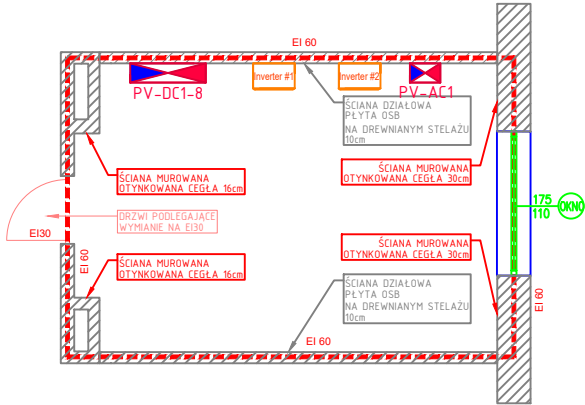 EI 60
Inverter #1
Inverter #2
PV-DC1-8
PV-AC1
ŚCIANA DZIAŁOWA
PŁYTA OSB
NA DREWNIANYM STELAŻU
10cm
ŚCIANA MUROWANA
OTYNKOWANA CEGŁA 16cm
ŚCIANA MUROWANA
OTYNKOWANA CEGŁA 30cm
175
110
OKNO
DRZWI PODLEGAJĄCE
WYMIANIE NA EI30
EI30
EI 60
ŚCIANA MUROWANA
OTYNKOWANA CEGŁA 16cm
ŚCIANA MUROWANA
OTYNKOWANA CEGŁA 30cm
ŚCIANA DZIAŁOWA
PŁYTA OSB
NA DREWNIANYM STELAŻU
10cm
EI 60
EI 60